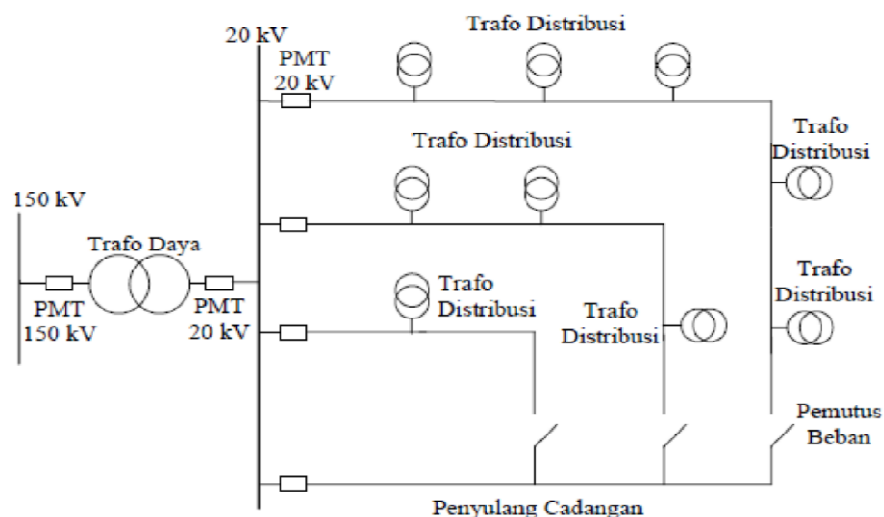 Trafo Distribusi
20 kV
PMT
20 kV
Trafo Distribusi
Trafo
Distribusi
150 kV
Trafo Daya
PMT
150 kV
PMT
20 kV
Trafo
Distribusi
Trafo
Distribusi
Trafo
Distribusi
Pemutus
Beban
Penyulang Cadangan